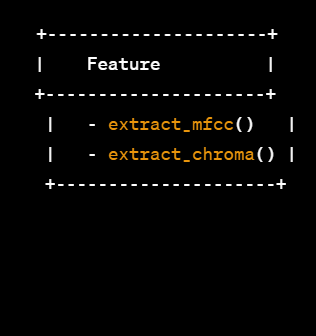 +---------------------+
|    Feature          |
+---------------------+
|   - extract_mfcc()   |
|   - extract_chroma() |
+---------------------+